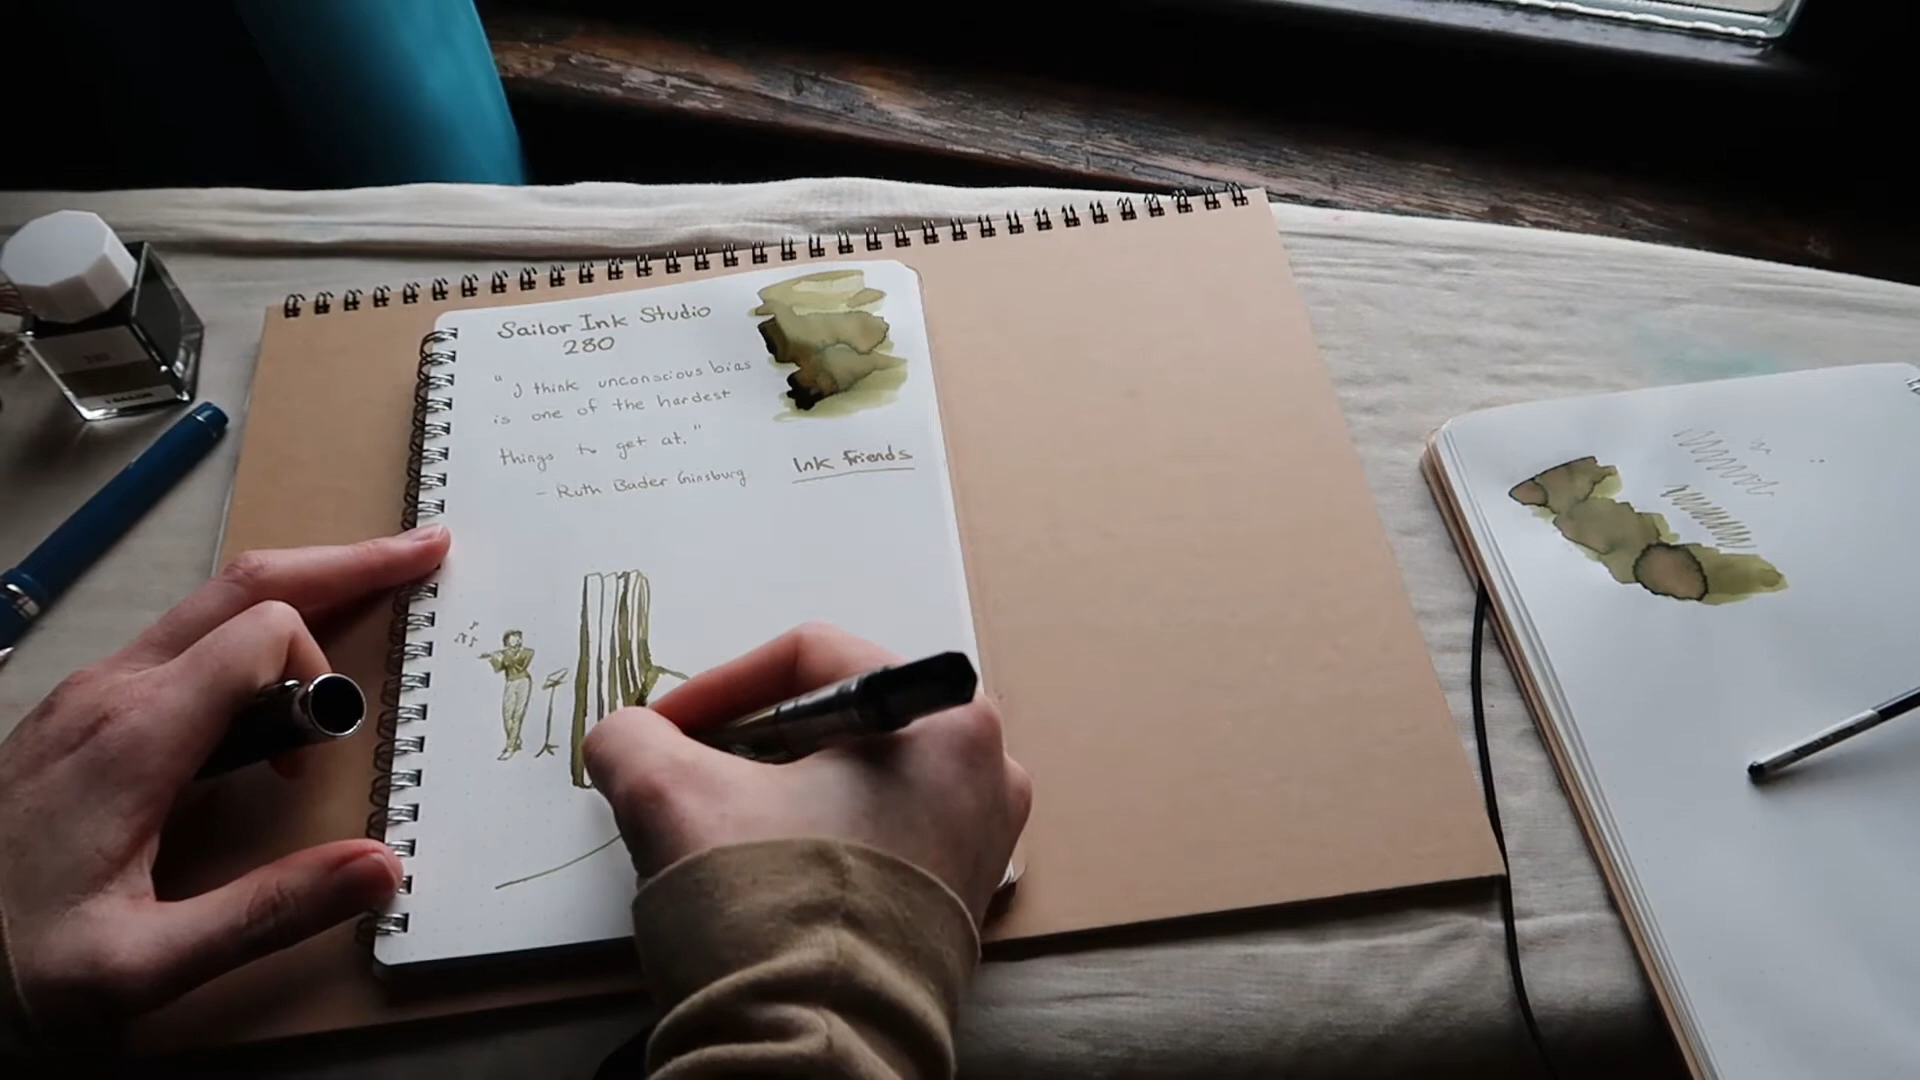 Sailor Ink Studio
280
" I think unconscious bias
is one of the hardest
things to get at."
- Ruth Bader Ginsburg
Ink friends